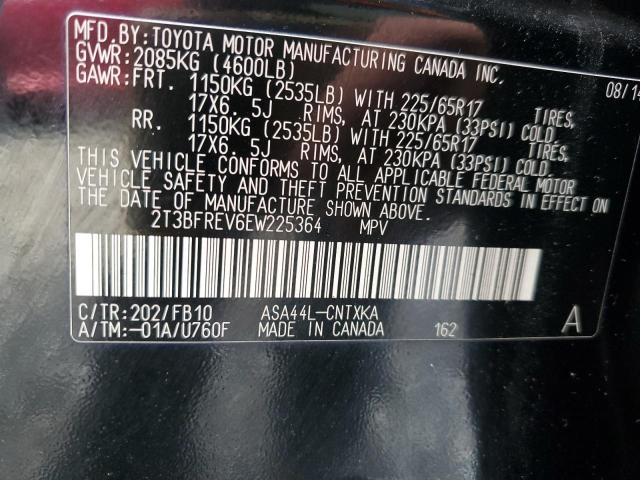 MFD.BY:TOYOTA MOTOR MANUFACTURING CANADA INC. 08/14
GVWR:2085KG (4600LB)
GAWR:FRT. 1150KG (2535LB) WITH 225/65R17 TIRES,
17X6.5J RIMS, AT 230KPA (33PSI) COLD
RR. 1150KG (2535LB) WITH 225/65R17 TIRES,
17X6.5J RIMS, AT 230KPA (33PSI) COLD.
THIS VEHICLE CONFORMS TO ALL APPLICABLE FEDERAL MOTOR
VEHICLE SAFETY AND THEFT PREVENTION STANDARDS IN EFFECT ON
THE DATE OF MANUFACTURE SHOWN ABOVE.
2T3BFREV6EW225364 MPV
C/TR:202/FB10 ASA44L-CNTXKA A
A/TM:-01A/U760F MADE IN CANADA 162